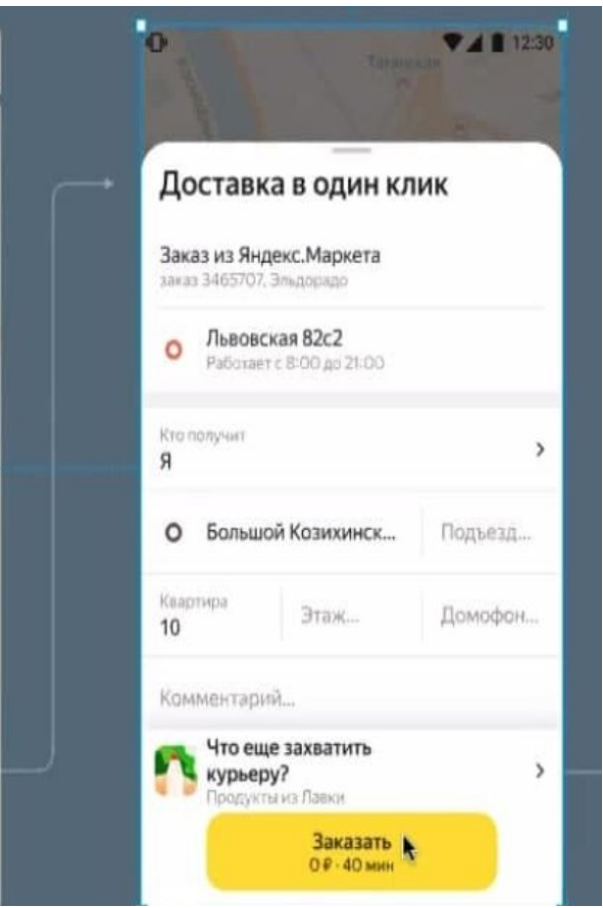 12:30
Таганская
Доставка в один клик
Заказ из Яндекс.Маркета
заказ 3465707, Эльдорадо
Львовская 82с2
Работает с 8:00 до 21:00
Кто получит
Я
Большой Козихинск...
Подъезд...
Квартира
10
Этаж...
Домофон...
Комментарий...
Что еще захватить
курьеру?
Продукты из Лавки
Заказать
0 ₽ · 40 мин